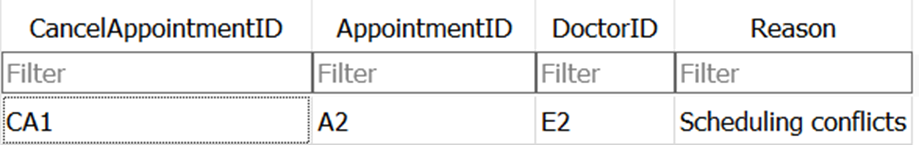 CancelAppointmentID AppointmentID DoctorID Reason
Filter Filter Filter Filter
CA1 A2 E2 Scheduling conflicts